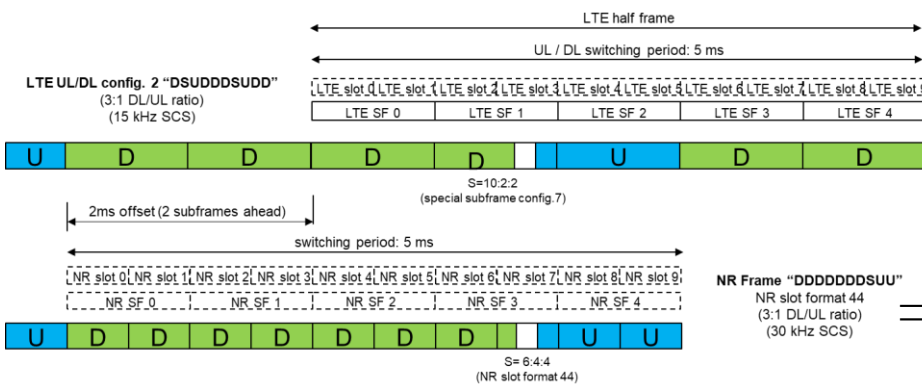 LTE half frame
UL / DL switching period: 5 ms
LTE UL/DL config. 2 “DSUDDDSUDD”
(3:1 DL/UL ratio)
(15 kHz SCS)
LTE slot 0 LTE slot 1 LTE slot 2 LTE slot 3 LTE slot 4 LTE slot 5 LTE slot 6 LTE slot 7 LTE slot 8 LTE slot 9
LTE SF 0 LTE SF 1 LTE SF 2 LTE SF 3 LTE SF 4
U D D D D U D D
S=10:2:2
(special subframe config.7)
2ms offset (2 subframes ahead)
switching period: 5 ms
NR slot 0 NR slot 1 NR slot 2 NR slot 3 NR slot 4 NR slot 5 NR slot 6 NR slot 7 NR slot 8 NR slot 9
NR SF 0 NR SF 1 NR SF 2 NR SF 3 NR SF 4
NR Frame “DDDDDDDSUU”
NR slot format 44
(3:1 DL/UL ratio)
(30 kHz SCS)
U D D D D D D D U U
S= 6:4:4
(NR slot format 44)